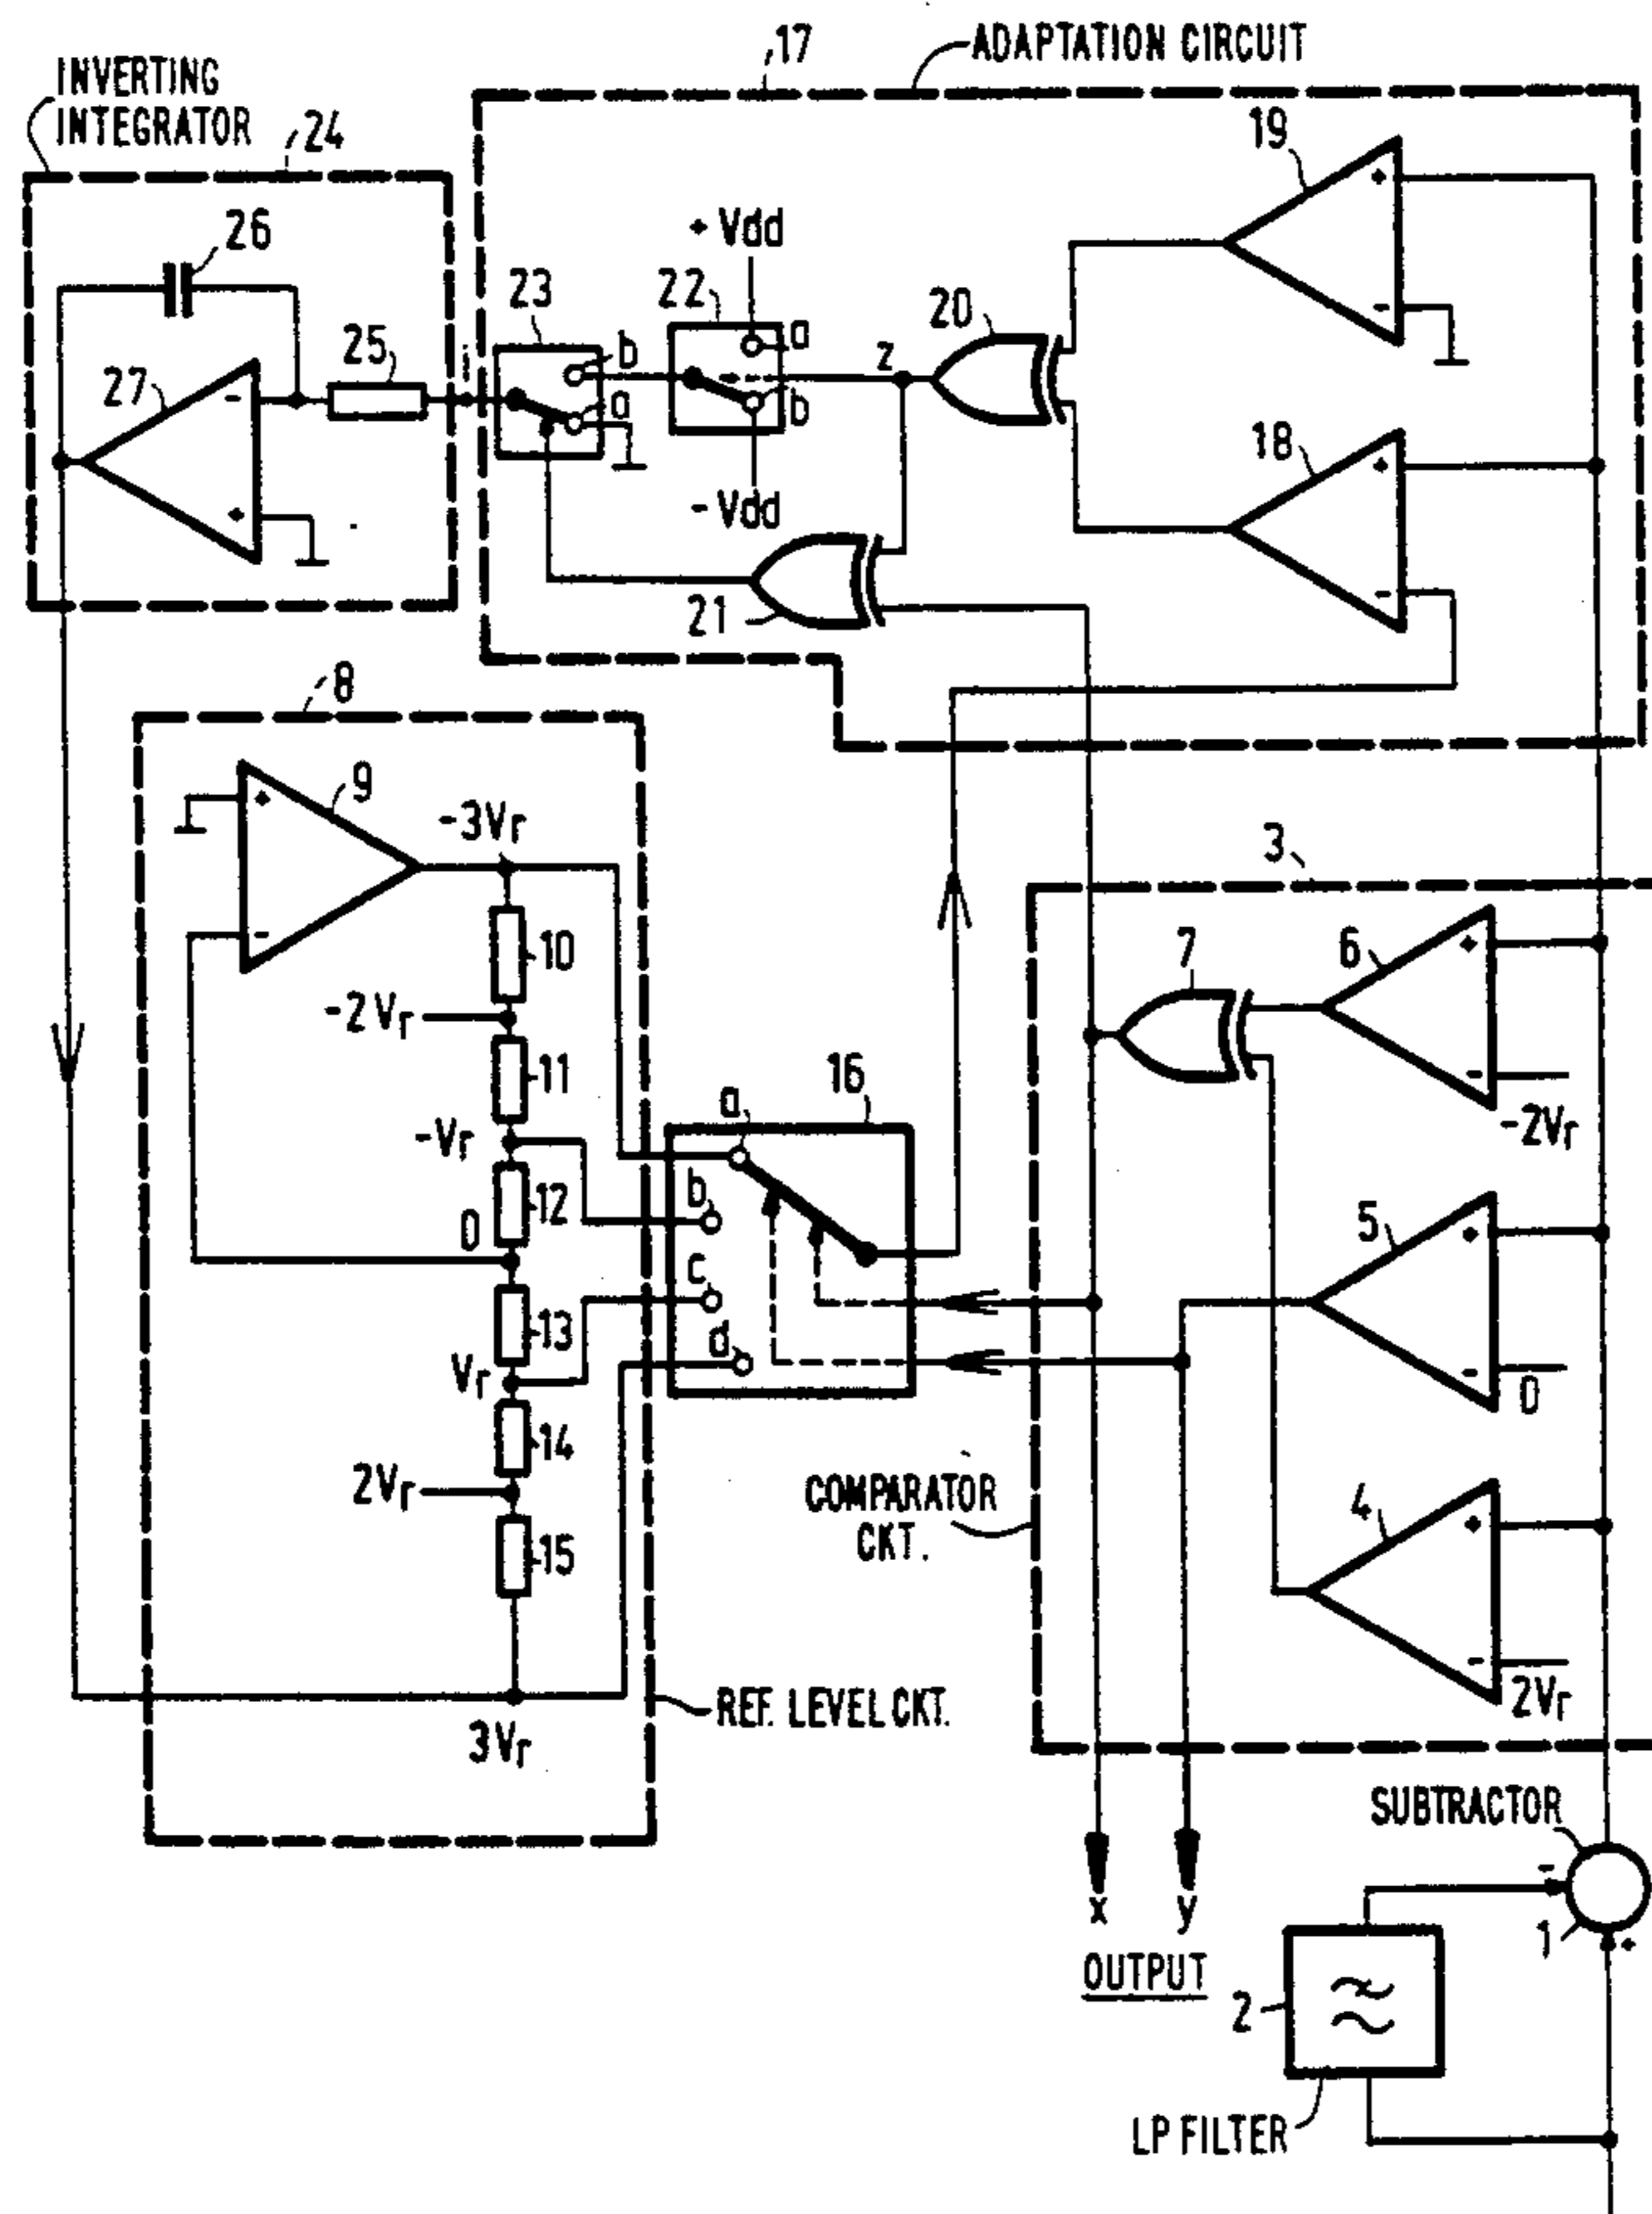 INVERTING
INTEGRATOR
24
17
ADAPTATION CIRCUIT
19
+
-
26
+ Vdd
23
22
a
20
25
i
b
z
27
-
a
b
18
+
-
- Vdd
+
21
8
9
+
-3Vr
3
-
10
7
6
+
-2Vr
11
16
-
-2Vr
a
-Vr
b
12
5
0
+
c
13
d
Vr
-
0
14
COMPARATOR
CKT.
2Vr
4
+
15
-
2Vr
REF. LEVEL CKT.
3Vr
SUBTRACTOR
-
x
y
1
+
OUTPUT
2
LP FILTER